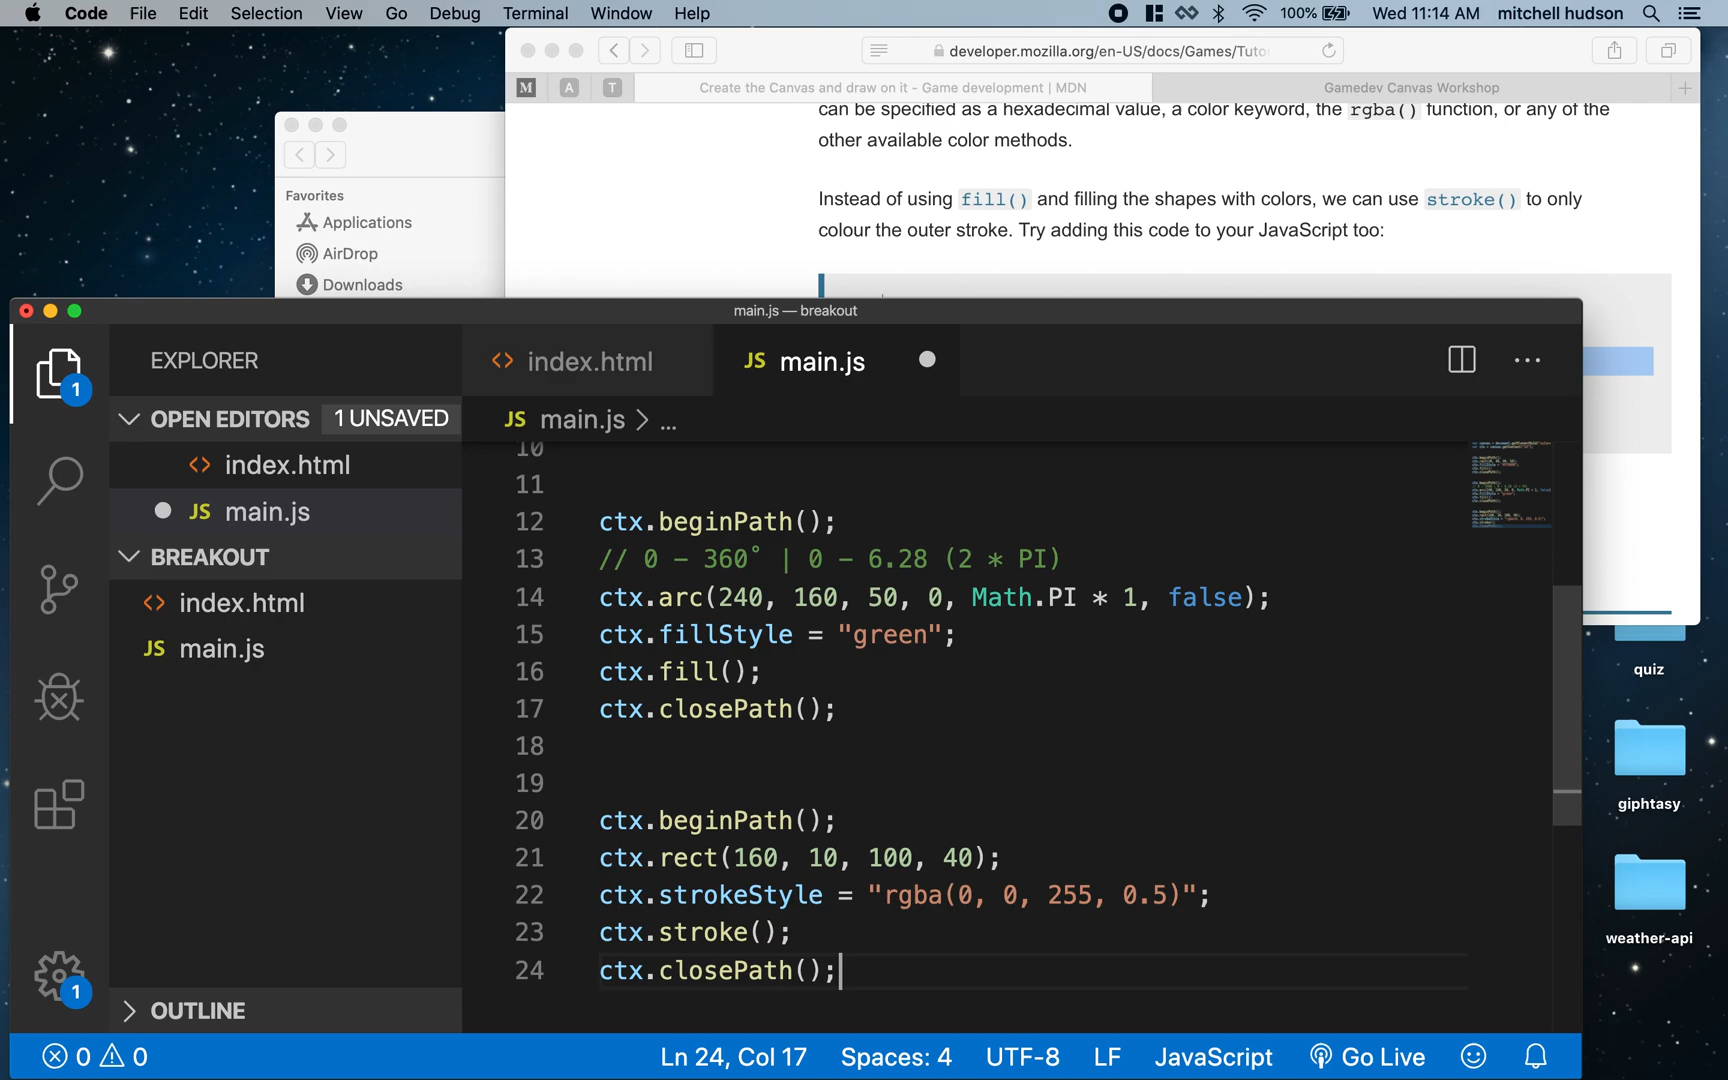 Code File Edit Selection View Go Debug Terminal Window Help 100% Wed 11:14 AM mitchell hudson
developer.mozilla.org/en-US/docs/Games/Tuto
M A T Create the Canvas and draw on it - Game development | MDN Gamedev Canvas Workshop +
can be specified as a hexadecimal value, a color keyword, the rgba() function, or any of the
other available color methods.
Instead of using fill() and filling the shapes with colors, we can use stroke() to only
colour the outer stroke. Try adding this code to your JavaScript too:
Favorites
Applications
AirDrop
Downloads
main.js — breakout
EXPLORER
1
OPEN EDITORS 1 UNSAVED
<> index.html
JS main.js
BREAKOUT
<> index.html
JS main.js
1
OUTLINE
<> index.html JS main.js
JS main.js > ...
10
11
12 ctx.beginPath();
13 // 0 – 360˚ | 0 – 6.28 (2 * PI)
14 ctx.arc(240, 160, 50, 0, Math.PI * 1, false);
15 ctx.fillStyle = "green";
16 ctx.fill();
17 ctx.closePath();
18
19
20 ctx.beginPath();
21 ctx.rect(160, 10, 100, 40);
22 ctx.strokeStyle = "rgba(0, 0, 255, 0.5)";
23 ctx.stroke();
24 ctx.closePath();
0 0 Ln 24, Col 17 Spaces: 4 UTF-8 LF JavaScript Go Live
quiz
giphtasy
weather-api